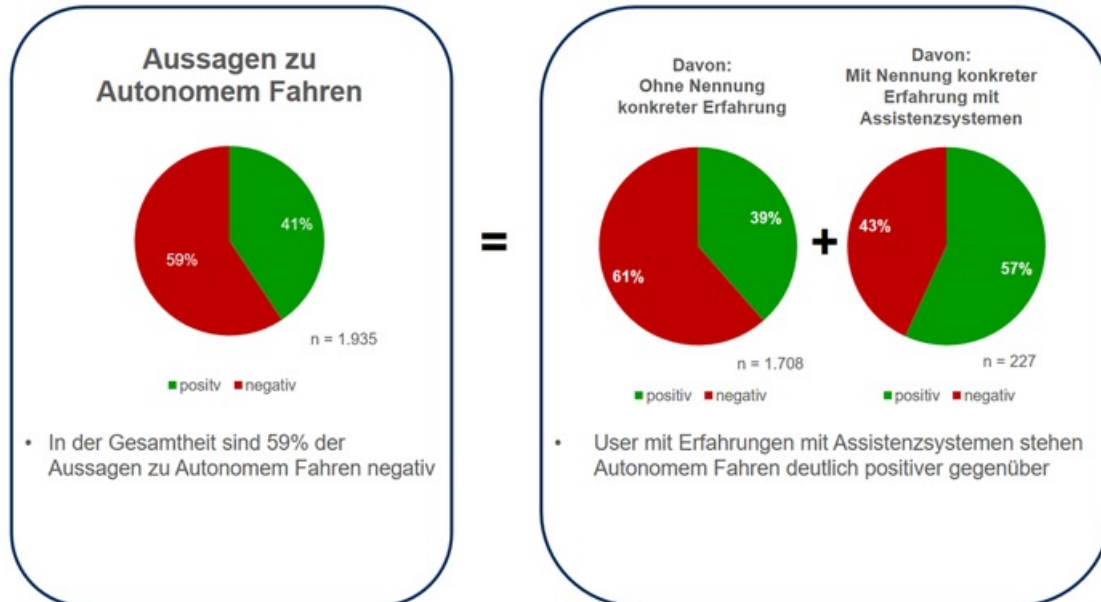 Aussagen zu
Autonomem Fahren
41%
59%
n = 1.935
positv negativ
• In der Gesamtheit sind 59% der
Aussagen zu Autonomem Fahren negativ
=
Davon:
Ohne Nennung
konkreter Erfahrung
39%
61%
n = 1.708
positiv negativ
+
Davon:
Mit Nennung konkreter
Erfahrung mit
Assistenzsystemen
43%
57%
n = 227
positiv negativ
• User mit Erfahrungen mit Assistenzsystemen stehen
Autonomem Fahren deutlich positiver gegenüber